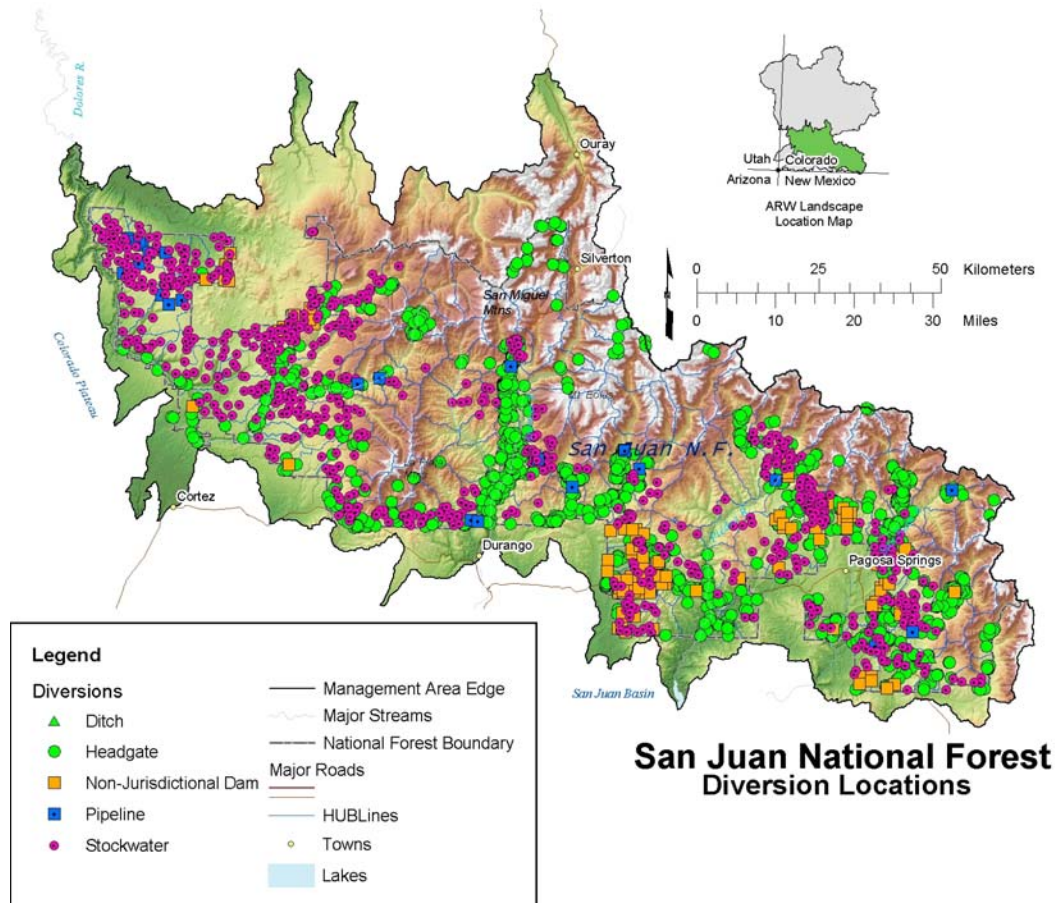 Dolores R.
Ouray
Utah
Colorado
Arizona
New Mexico
ARW Landscape
Location Map
Silverton
0 25 50 Kilometers
0 10 20 30 Miles
San Miguel
Mtns
Colorado Plateau
San Juan N.F.
Cortez
Durango
Pagosa Springs
San Juan Basin
San Juan National Forest
Diversion Locations
Legend
Diversions
Ditch
Headgate
Non-Jurisdictional Dam
Pipeline
Stockwater
Management Area Edge
Major Streams
National Forest Boundary
Major Roads
HUBLines
Towns
Lakes